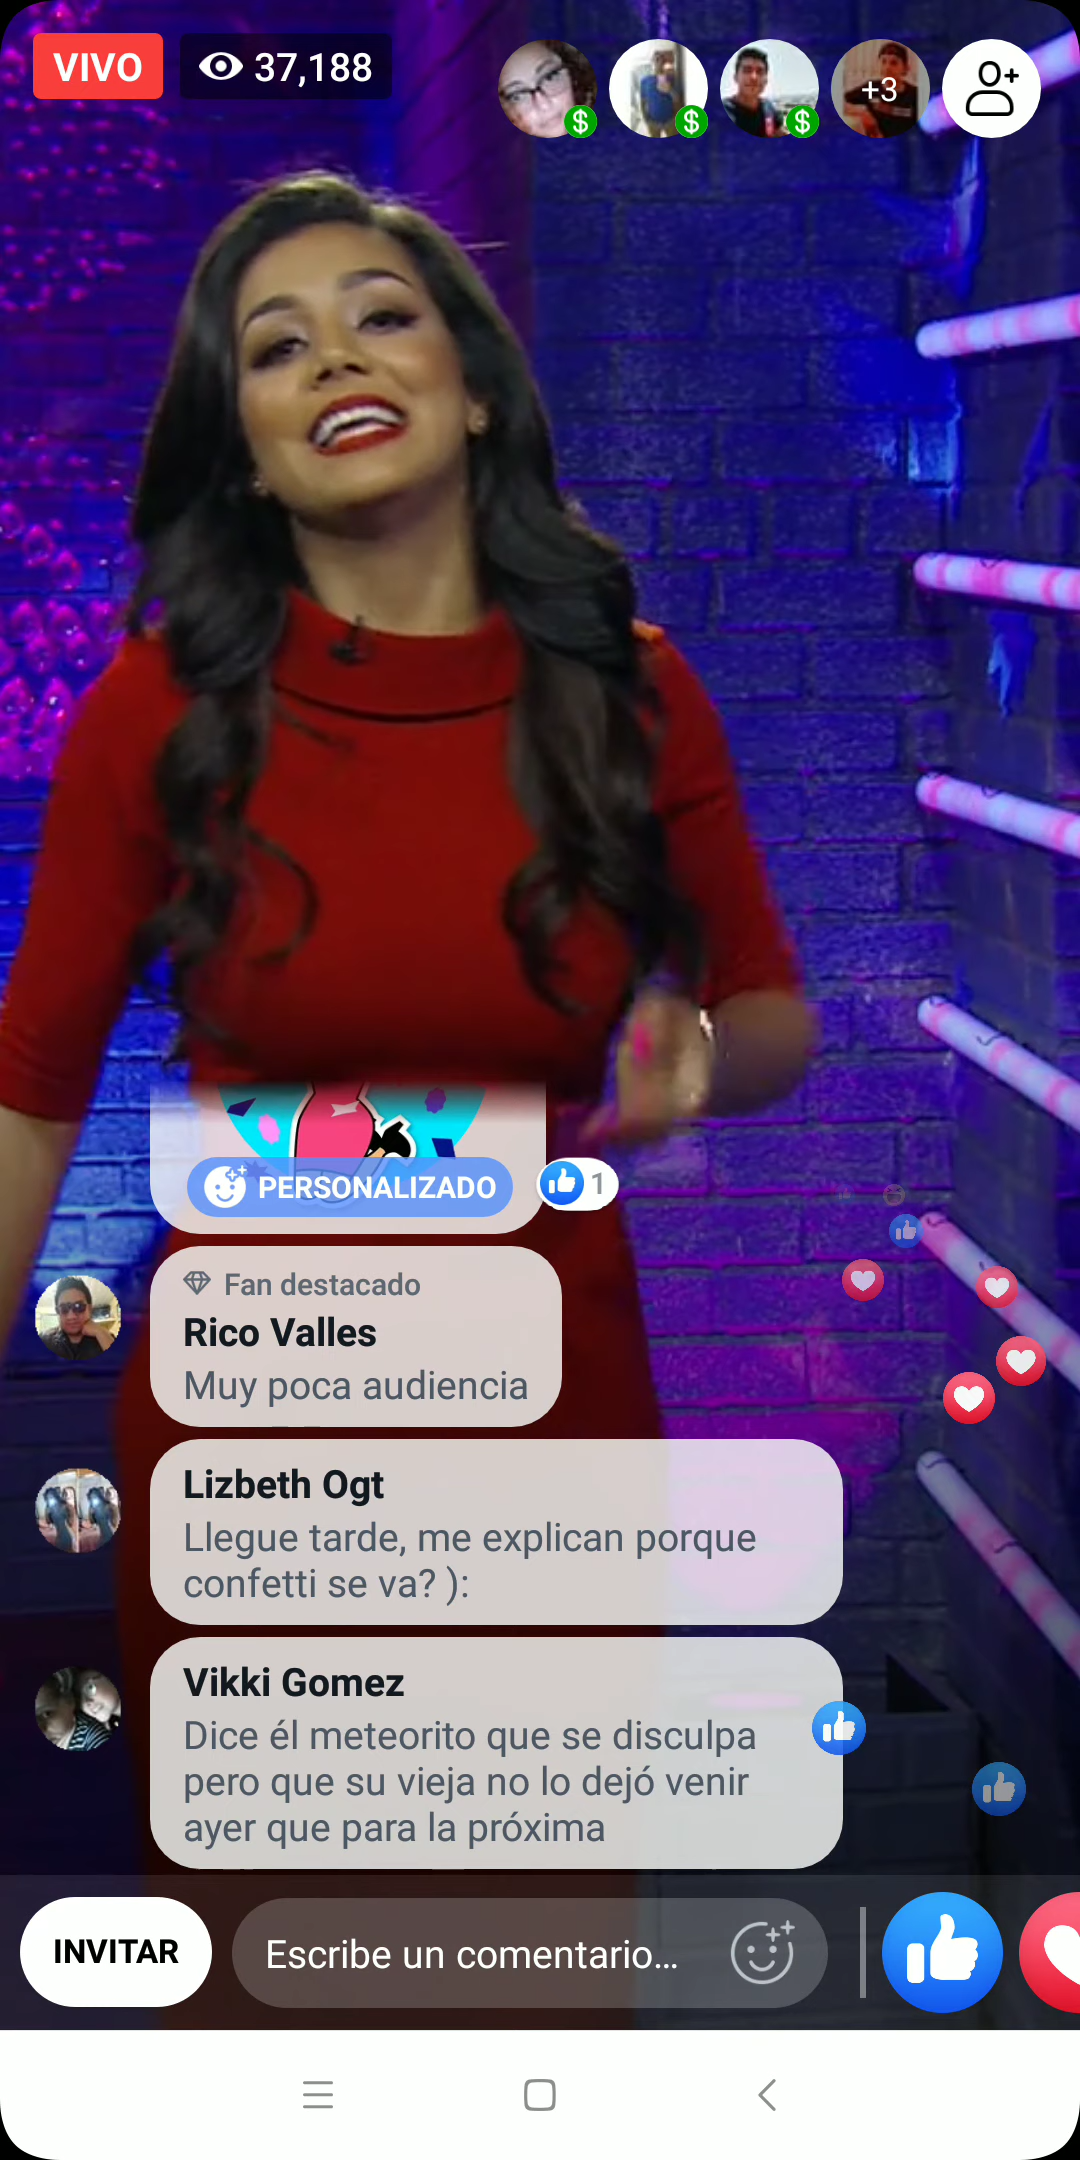 VIVO
37,188
+3
PERSONALIZADO
1
Fan destacado
Rico Valles
Muy poca audiencia
Lizbeth Ogt
Llegue tarde, me explican porque
confetti se va? ):
Vikki Gomez
Dice él meteorito que se disculpa
pero que su vieja no lo dejó venir
ayer que para la próxima
INVITAR
Escribe un comentario...